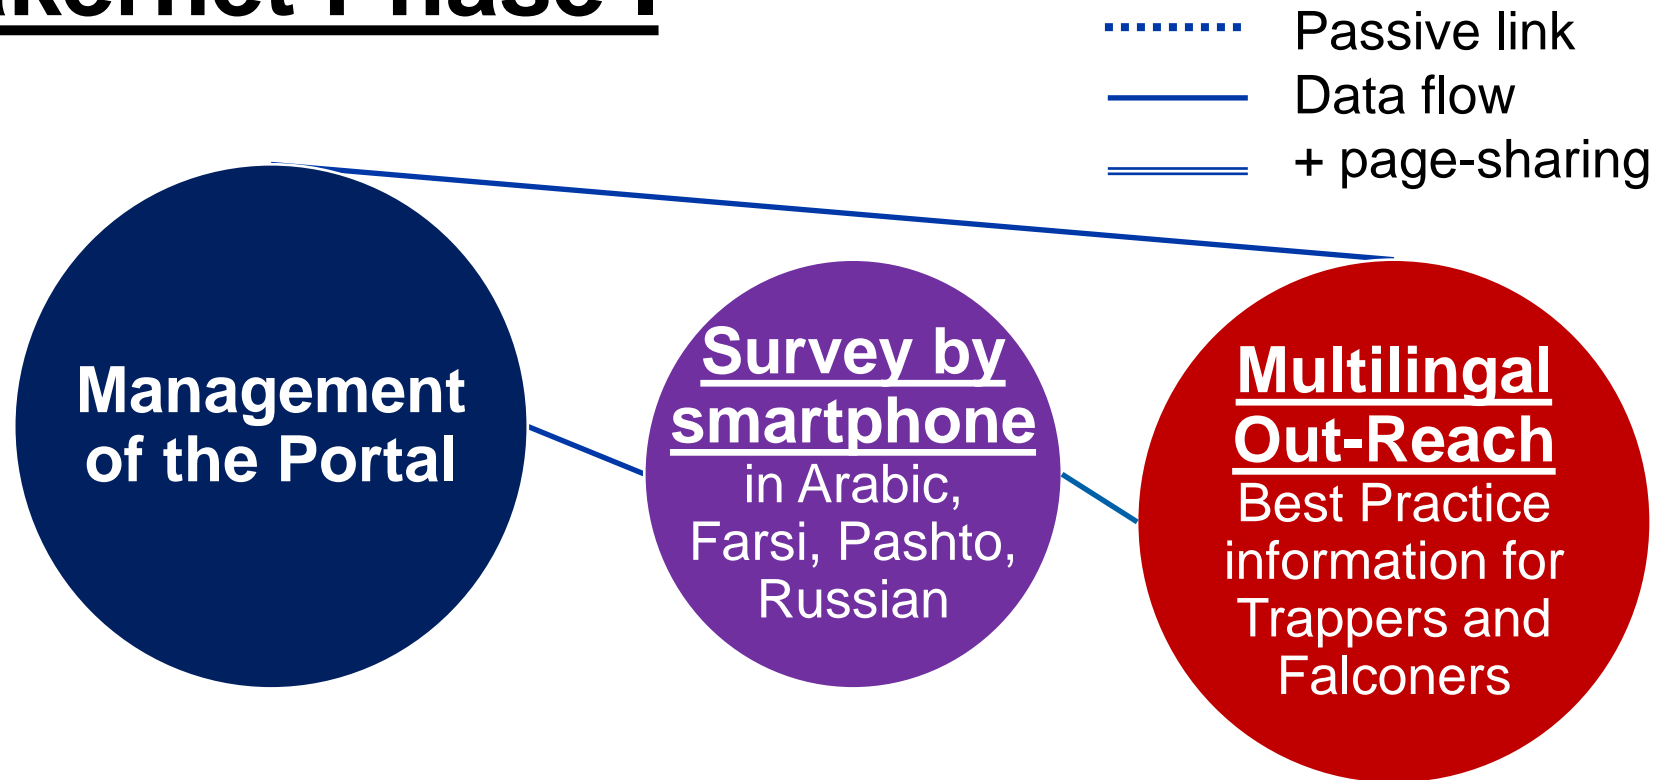 Phase I
Passive link
Data flow
+ page-sharing
Management
of the Portal
Survey by
smartphone
in Arabic,
Farsi, Pashto,
Russian
Multilingal
Out-Reach
Best Practice
information for
Trappers and
Falconers